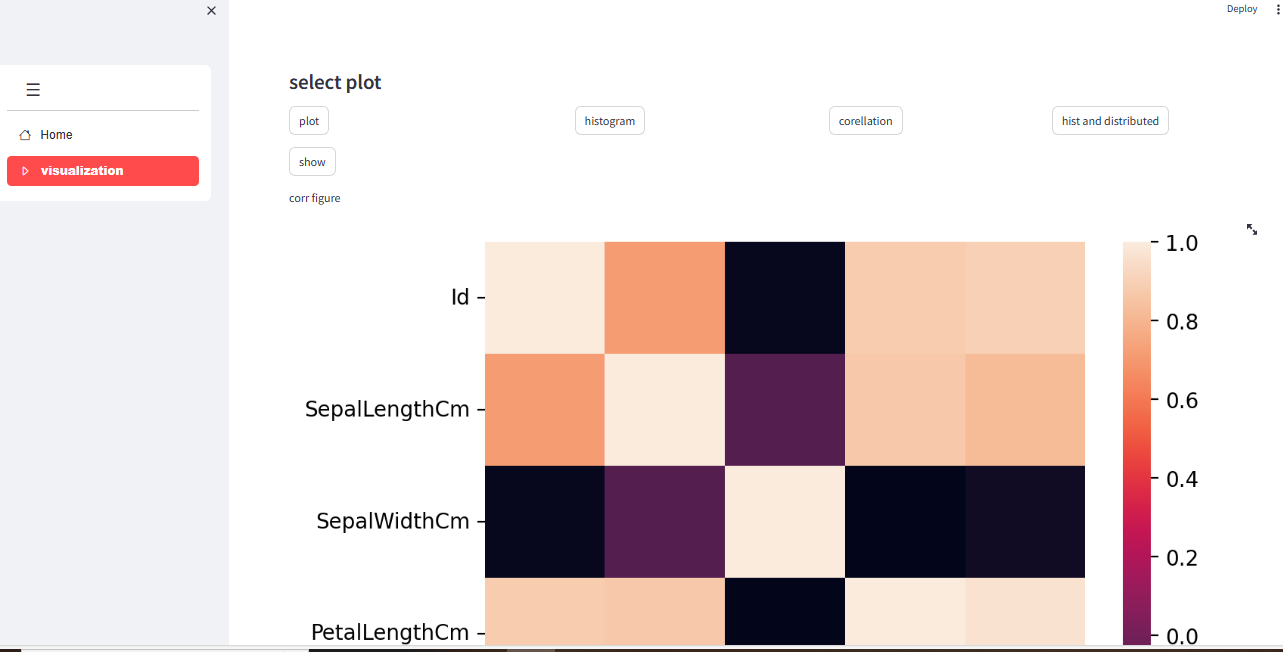 Deploy
Home
visualization
select plot
plot
histogram
corellation
hist and distributed
show
corr figure
Id
SepalLengthCm
SepalWidthCm
PetalLengthCm
1.0
0.8
0.6
0.4
0.2
0.0